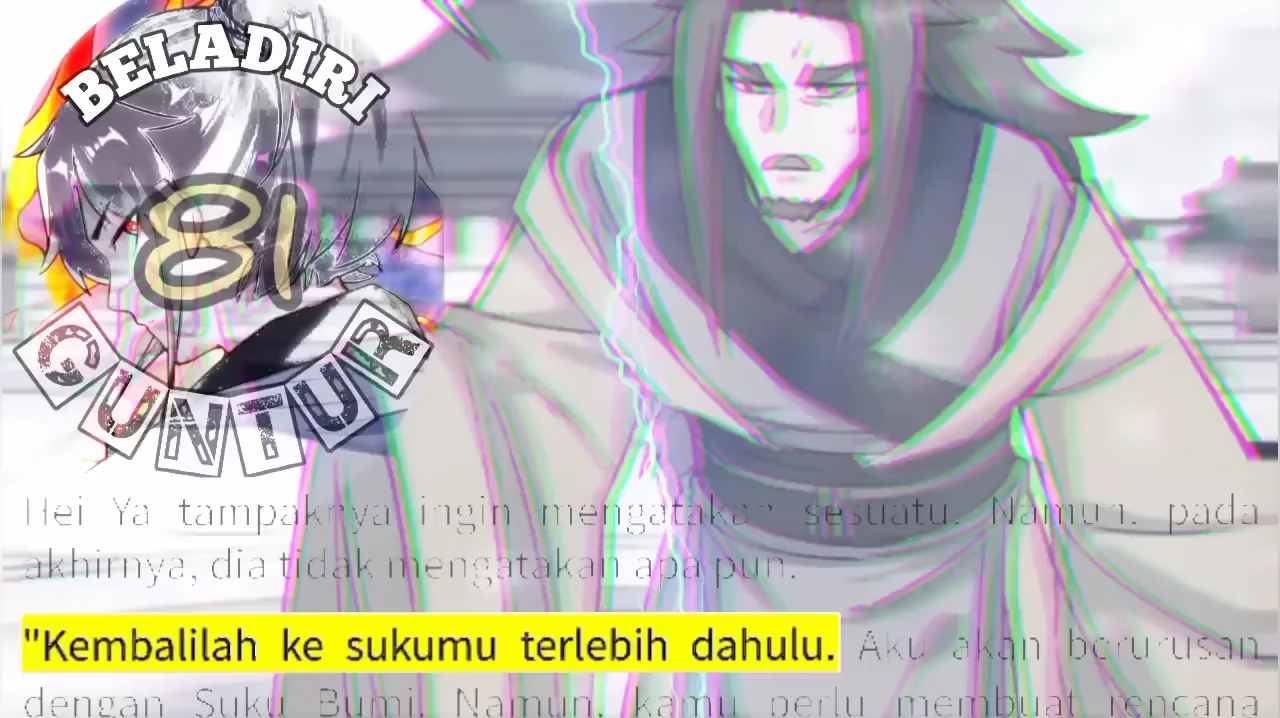 BELADIRI
81
GUNTUR
Hei Ya tampaknya ingin mengatakan sesuatu. Namun, pada
akhirnya, dia tidak mengatakan apa pun.
"Kembalilah ke sukumu terlebih dahulu. Aku akan berurusan
dengan Suku Bumi. Namun, kamu perlu membuat rencana